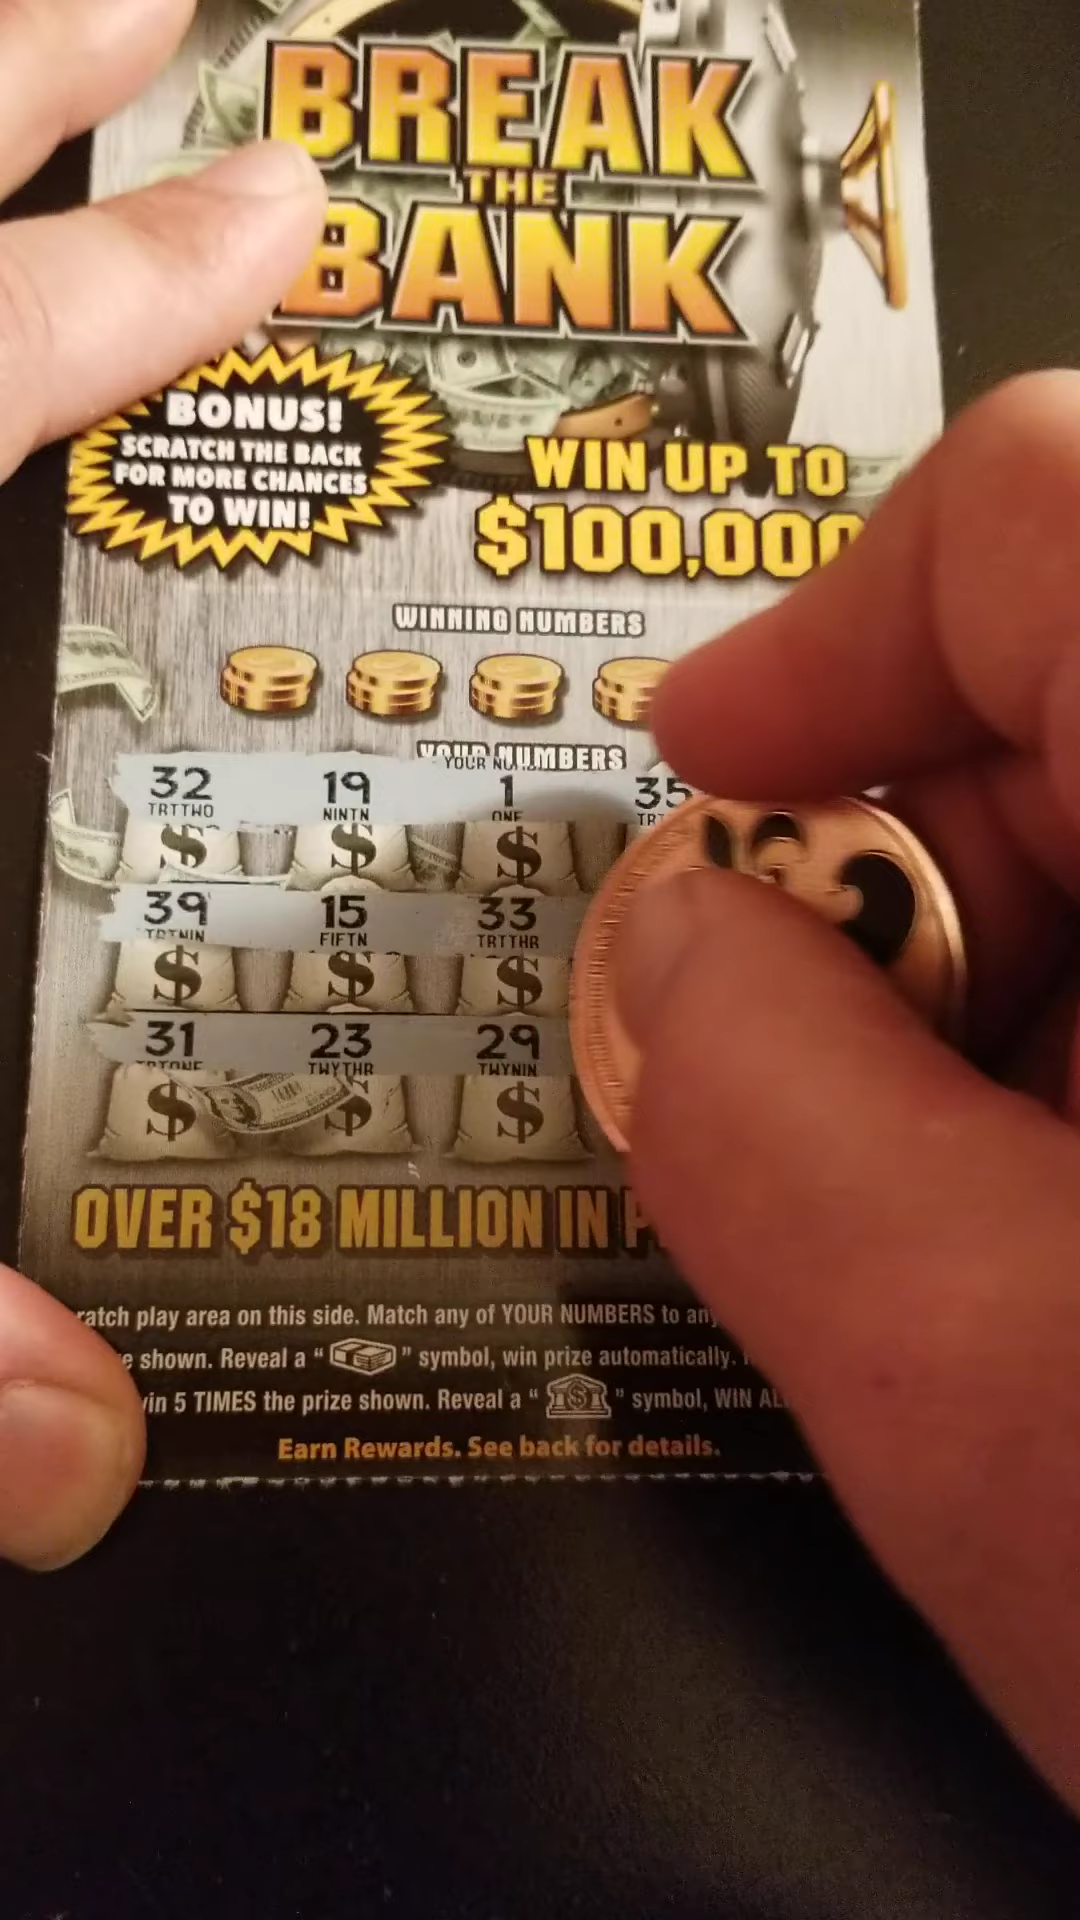 BREAK
THE
BANK
BONUS!
SCRATCH THE BACK
FOR MORE CHANCES
TO WIN!
WIN UP TO
$100,000
WINNING NUMBERS
YOUR NUMBERS
YOUR
32 19 1 35
TRTTWO NINTN ONE
$ $ $
39 15 33
TRTNIN FIFTN TRTTHR
$ $ $
31 23 29
TRTONE TWYTHR TWYNIN
$ $ $
OVER $18 MILLION IN
play area on this side. Match any of YOUR NUMBERS to
shown. Reveal a " " symbol, win prize automatically.
5 TIMES the prize shown. Reveal a " $ " symbol, WIN
Earn Rewards. See back for details.